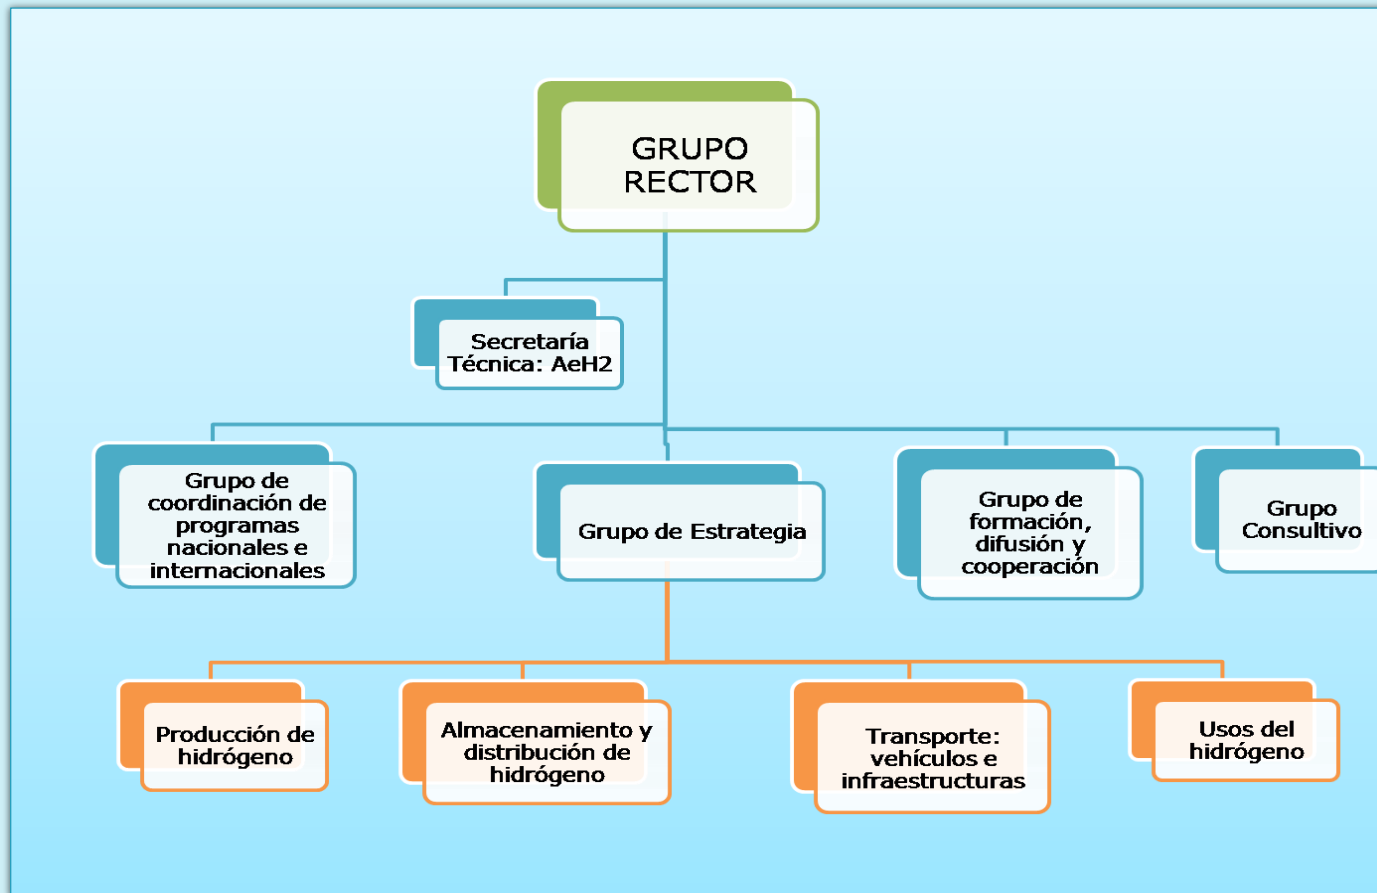 GRUPO
RECTOR
Secretaría
Técnica: AeH2
Grupo de
coordinación de
programas
nacionales e
internacionales
Grupo de Estrategia
Grupo de
formación,
difusión y
cooperación
Grupo
Consultivo
Producción de
hidrógeno
Almacenamiento y
distribución de
hidrógeno
Transporte:
vehículos e
infraestructuras
Usos del
hidrógeno